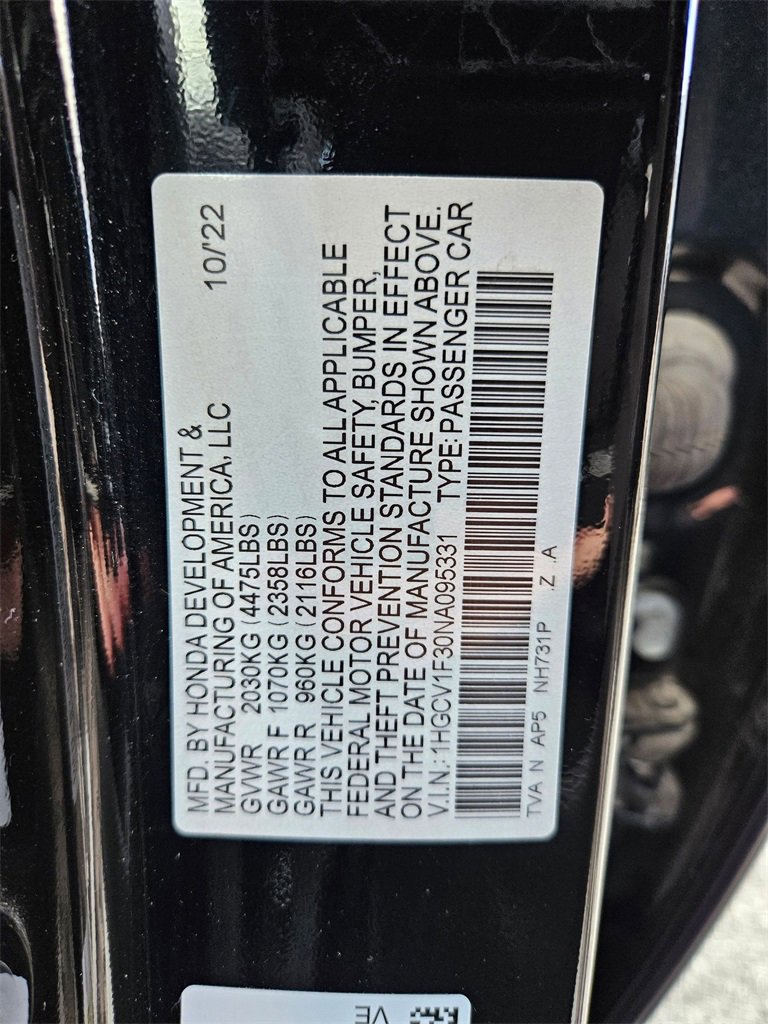 MFD. BY HONDA DEVELOPMENT &
MANUFACTURING OF AMERICA, LLC 10/'22
GVWR 2030KG (4475LBS)
GAWR F 1070KG (2358LBS)
GAWR R 960KG (2116LBS)
THIS VEHICLE CONFORMS TO ALL APPLICABLE
FEDERAL MOTOR VEHICLE SAFETY, BUMPER,
AND THEFT PREVENTION STANDARDS IN EFFECT
ON THE DATE OF MANUFACTURE SHOWN ABOVE.
V.I.N.: 1HGCV1F30NA095331 TYPE: PASSENGER CAR
TVA N AP5 NH731P .Z .A
VE